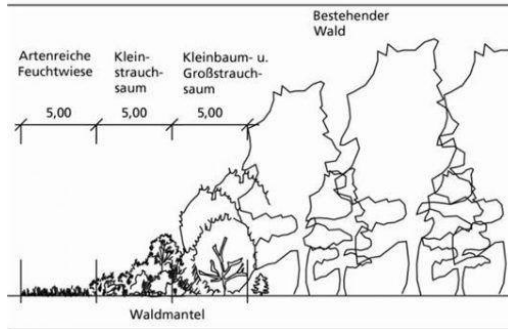 Bestehender
Wald
Artenreiche
Feuchtwiese
Klein-
strauch-
saum
Kleinbaum- u.
Großstrauch-
saum
5,00
5,00
5,00
Waldmantel